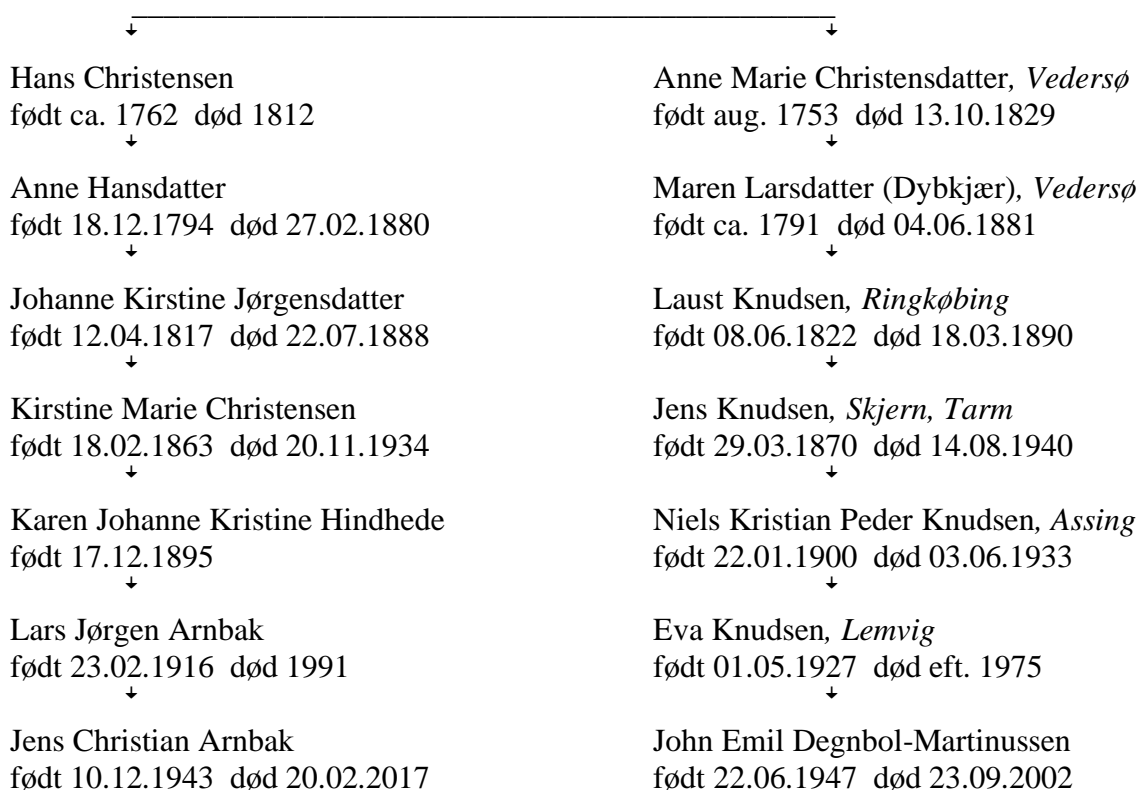 Hans Christensen
født ca. 1762  død 1812
Anne Hansdatter
født 18.12.1794  død 27.02.1880
Johanne Kirstine Jørgensdatter
født 12.04.1817  død 22.07.1888
Kirstine Marie Christensen
født 18.02.1863  død 20.11.1934
Karen Johanne Kristine Hindhede
født 17.12.1895
Lars Jørgen Arnbak
født 23.02.1916  død 1991
Jens Christian Arnbak
født 10.12.1943  død 20.02.2017
Anne Marie Christensdatter, Vedersø
født aug. 1753  død 13.10.1829
Maren Larsdatter (Dybkjær), Vedersø
født ca. 1791  død 04.06.1881
Laust Knudsen, Ringkøbing
født 08.06.1822  død 18.03.1890
Jens Knudsen, Skjern, Tarm
født 29.03.1870  død 14.08.1940
Niels Kristian Peder Knudsen, Assing
født 22.01.1900  død 03.06.1933
Eva Knudsen, Lemvig
født 01.05.1927  død eft. 1975
John Emil Degnbol-Martinussen
født 22.06.1947  død 23.09.2002